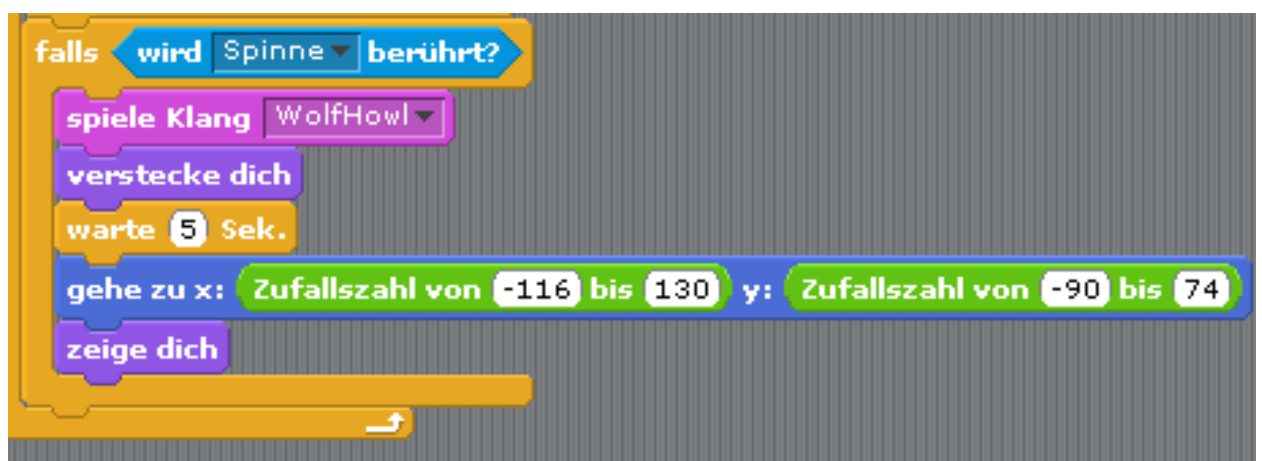 falls wird Spinne berührt?
spiele Klang WolfHowl
verstecke dich
warte 5 Sek.
gehe zu x: Zufallszahl von -116 bis 130 y: Zufallszahl von -90 bis 74
zeige dich